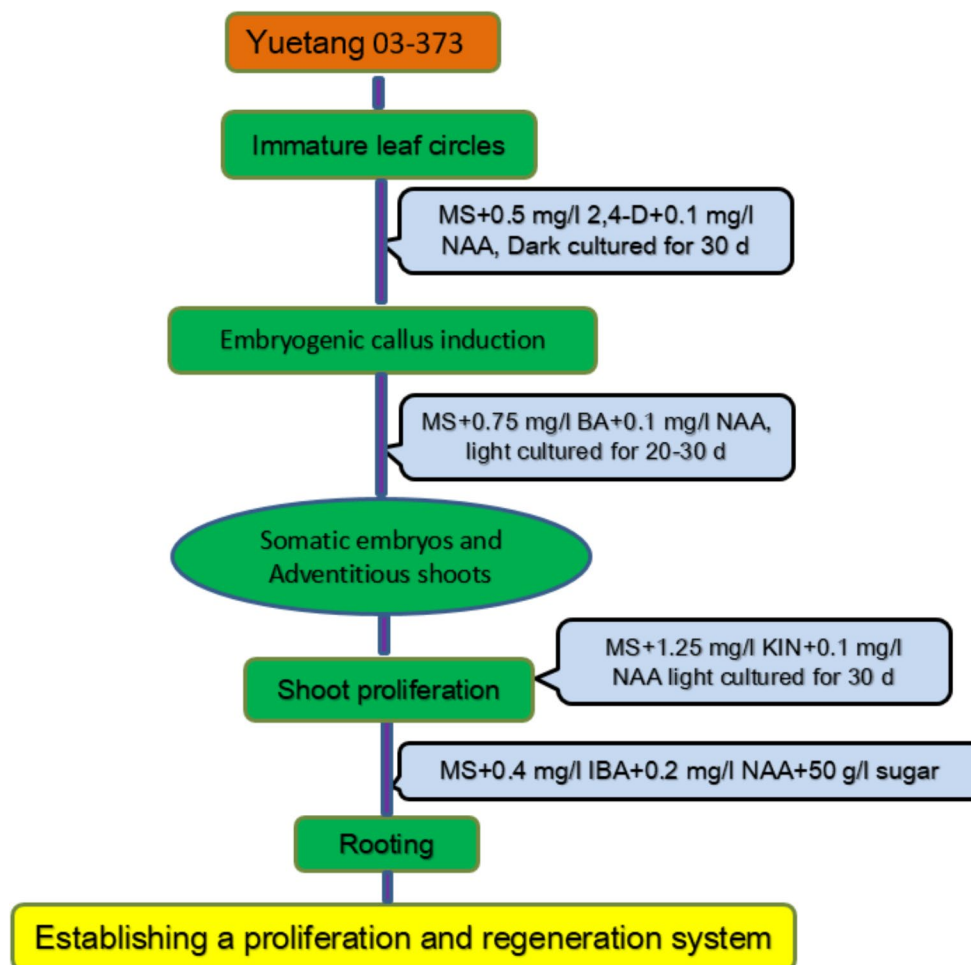 Yuetang 03-373
Immature leaf circles
MS+0.5 mg/l 2,4-D+0.1 mg/l
NAA, Dark cultured for 30 d
Embryogenic callus induction
MS+0.75 mg/l BA+0.1 mg/l NAA,
light cultured for 20-30 d
Somatic embryos and
Adventitious shoots
MS+1.25 mg/l KIN+0.1 mg/l
NAA light cultured for 30 d
Shoot proliferation
MS+0.4 mg/l IBA+0.2 mg/l NAA+50 g/l sugar
Rooting
Establishing a proliferation and regeneration system